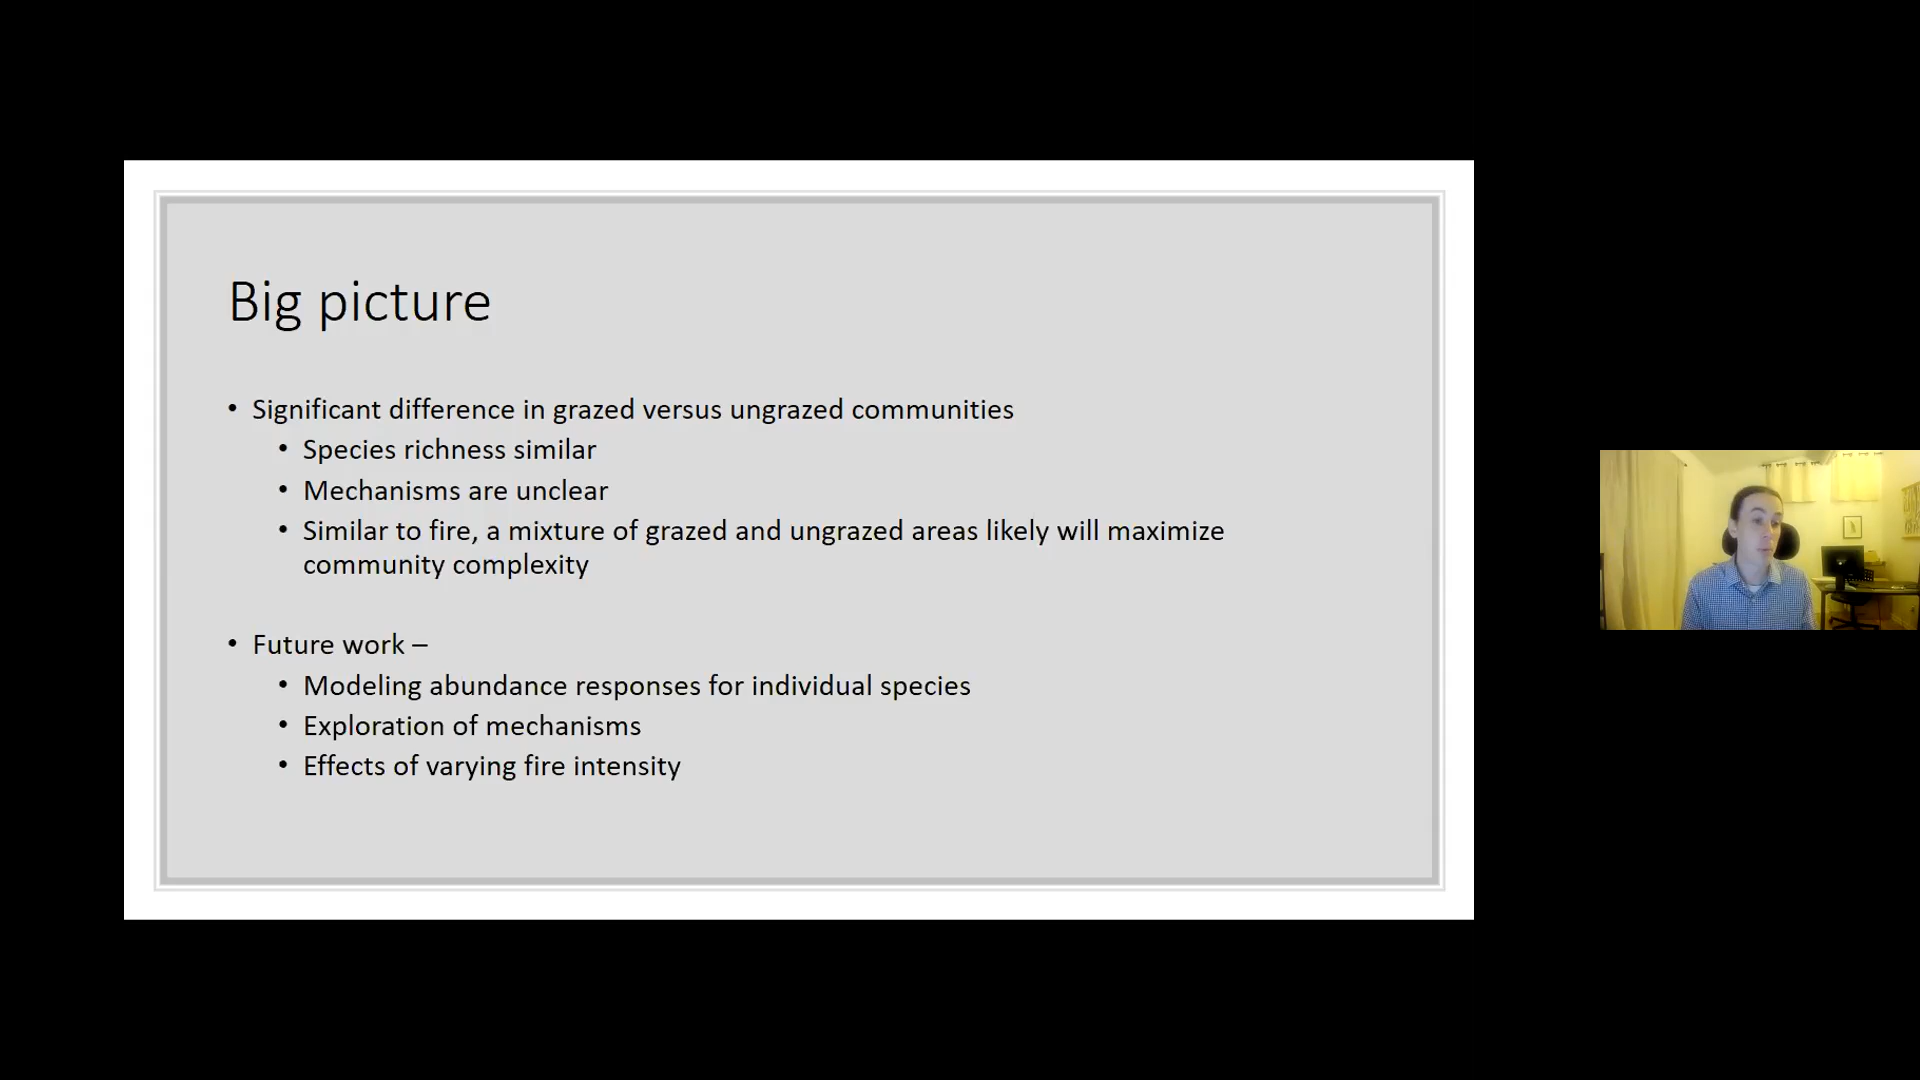 Big picture
• Significant difference in grazed versus ungrazed communities
• Species richness similar
• Mechanisms are unclear
• Similar to fire, a mixture of grazed and ungrazed areas likely will maximize
community complexity
• Future work –
• Modeling abundance responses for individual species
• Exploration of mechanisms
• Effects of varying fire intensity